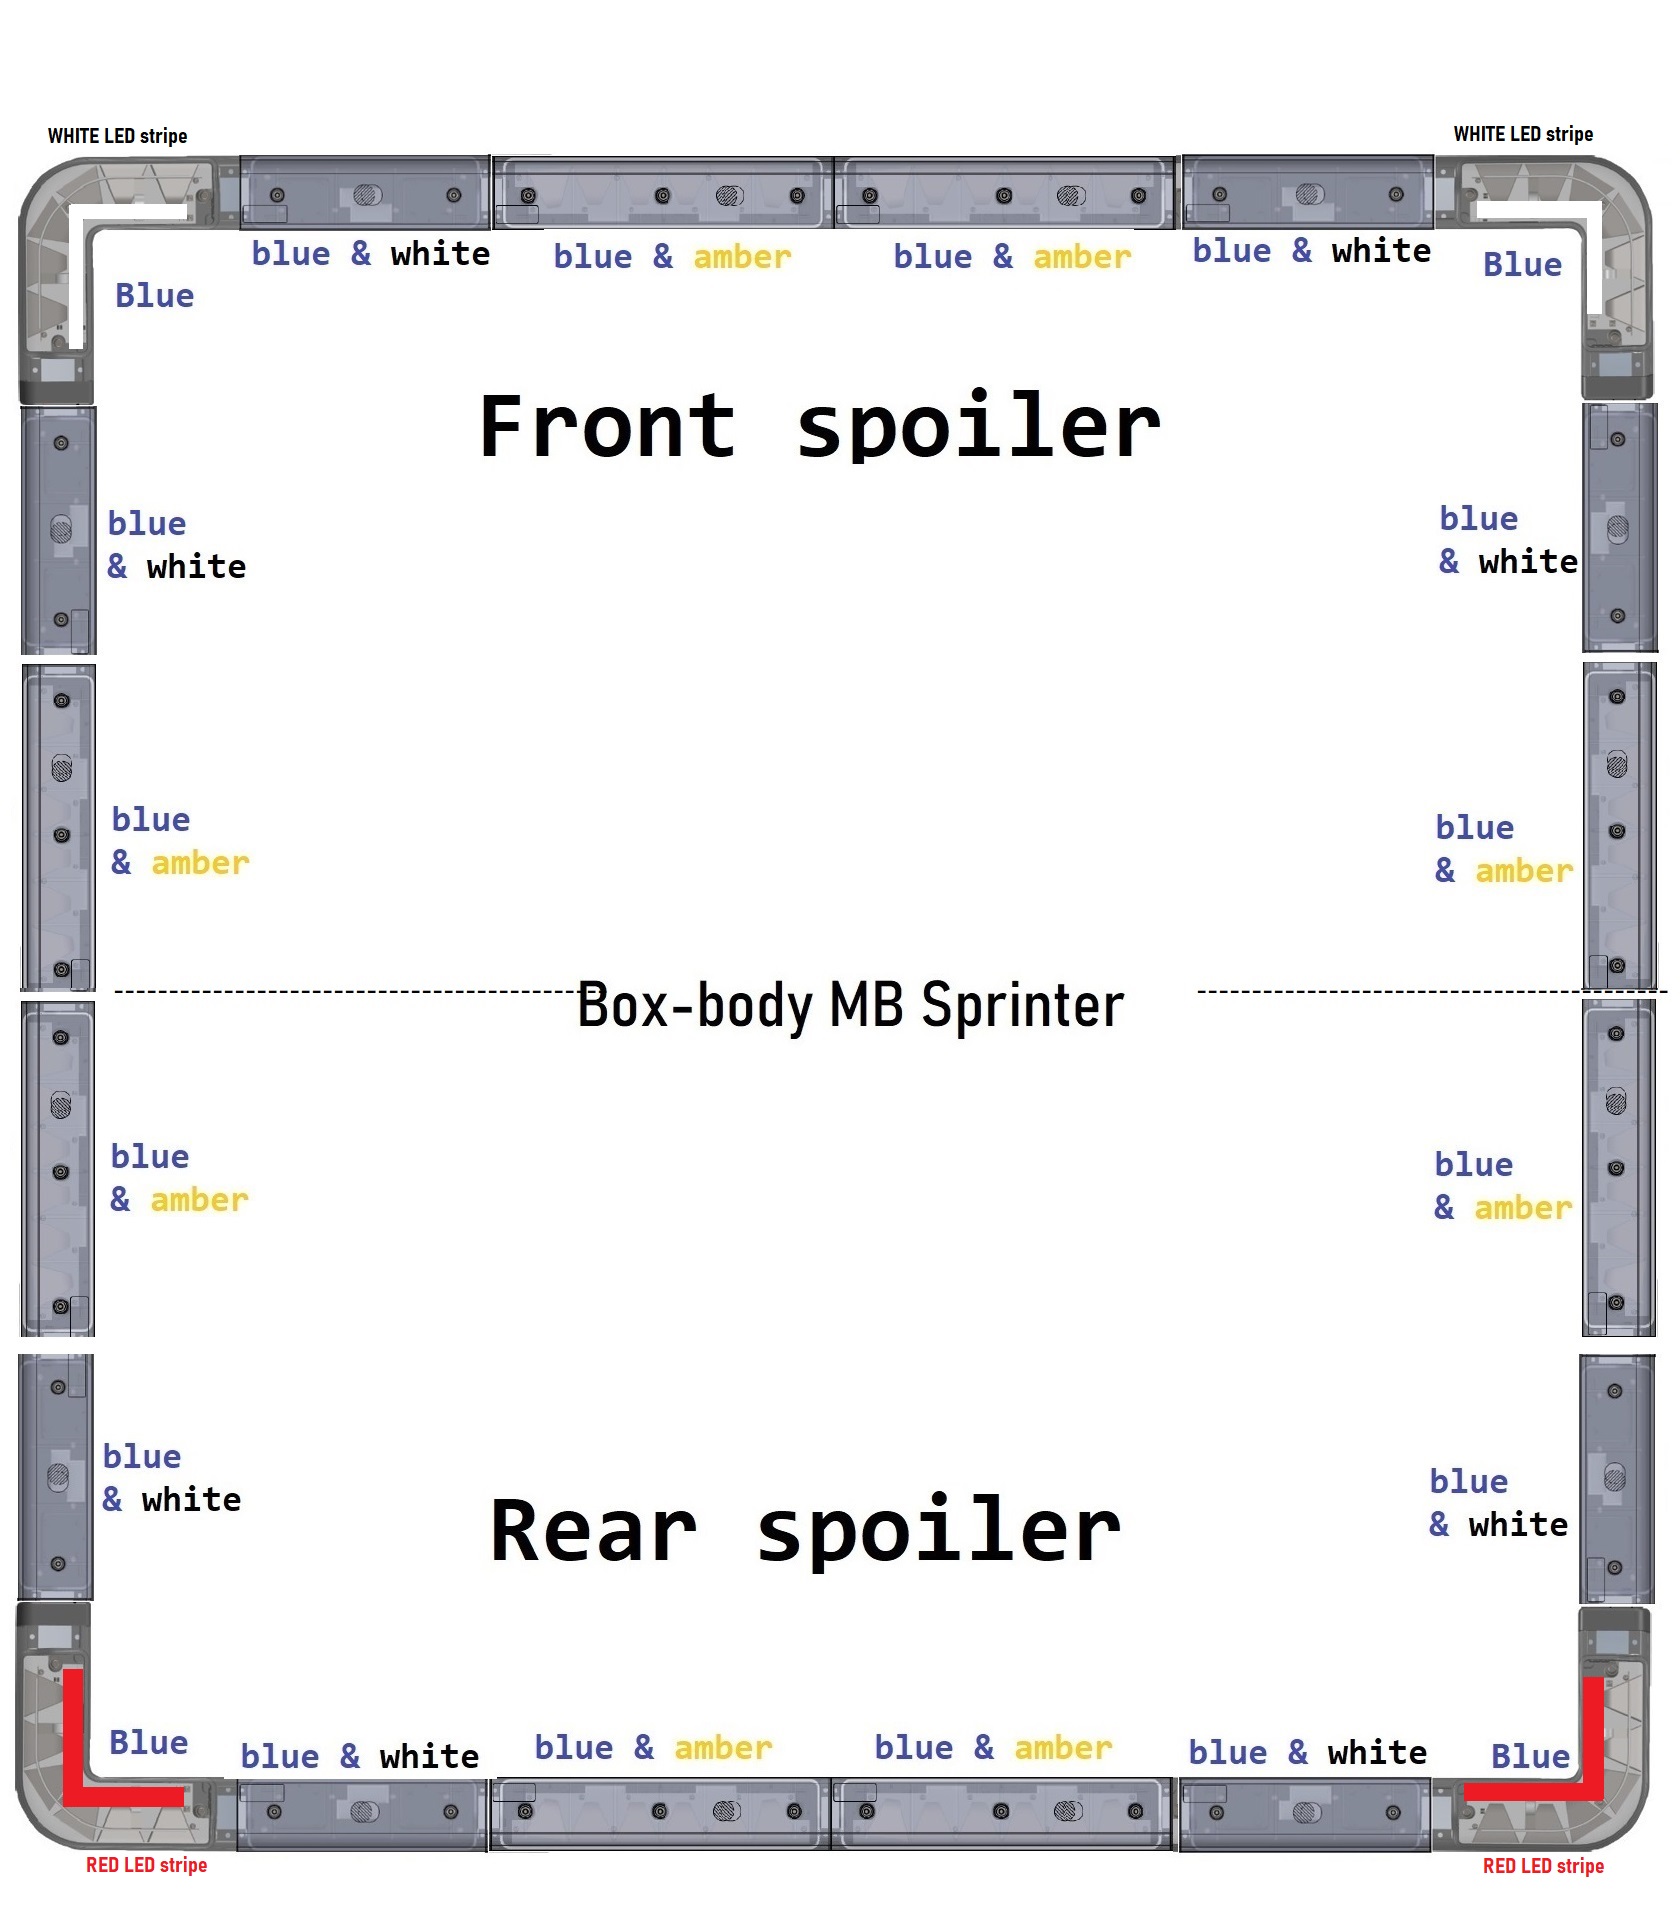 WHITE LED stripe
WHITE LED stripe
blue & white
blue & amber
blue & amber
blue & white
Blue
Blue
Front spoiler
blue
& white
blue
& white
blue
& amber
blue
& amber
Box-body MB Sprinter
blue
& amber
blue
& amber
blue
& white
blue
& white
Rear spoiler
Blue
blue & white
blue & amber
blue & amber
blue & white
Blue
RED LED stripe
RED LED stripe